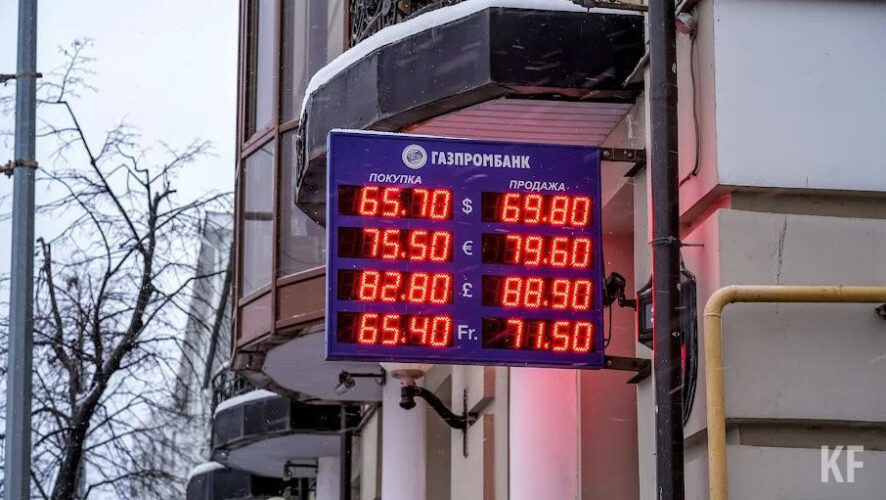 ГАЗПРОМБАНК
ПОКУПКА ПРОДАЖА
65.70 $ 69.80
75.50 € 79.60
82.80 £ 88.90
65.40 Fr. 71.50
KF